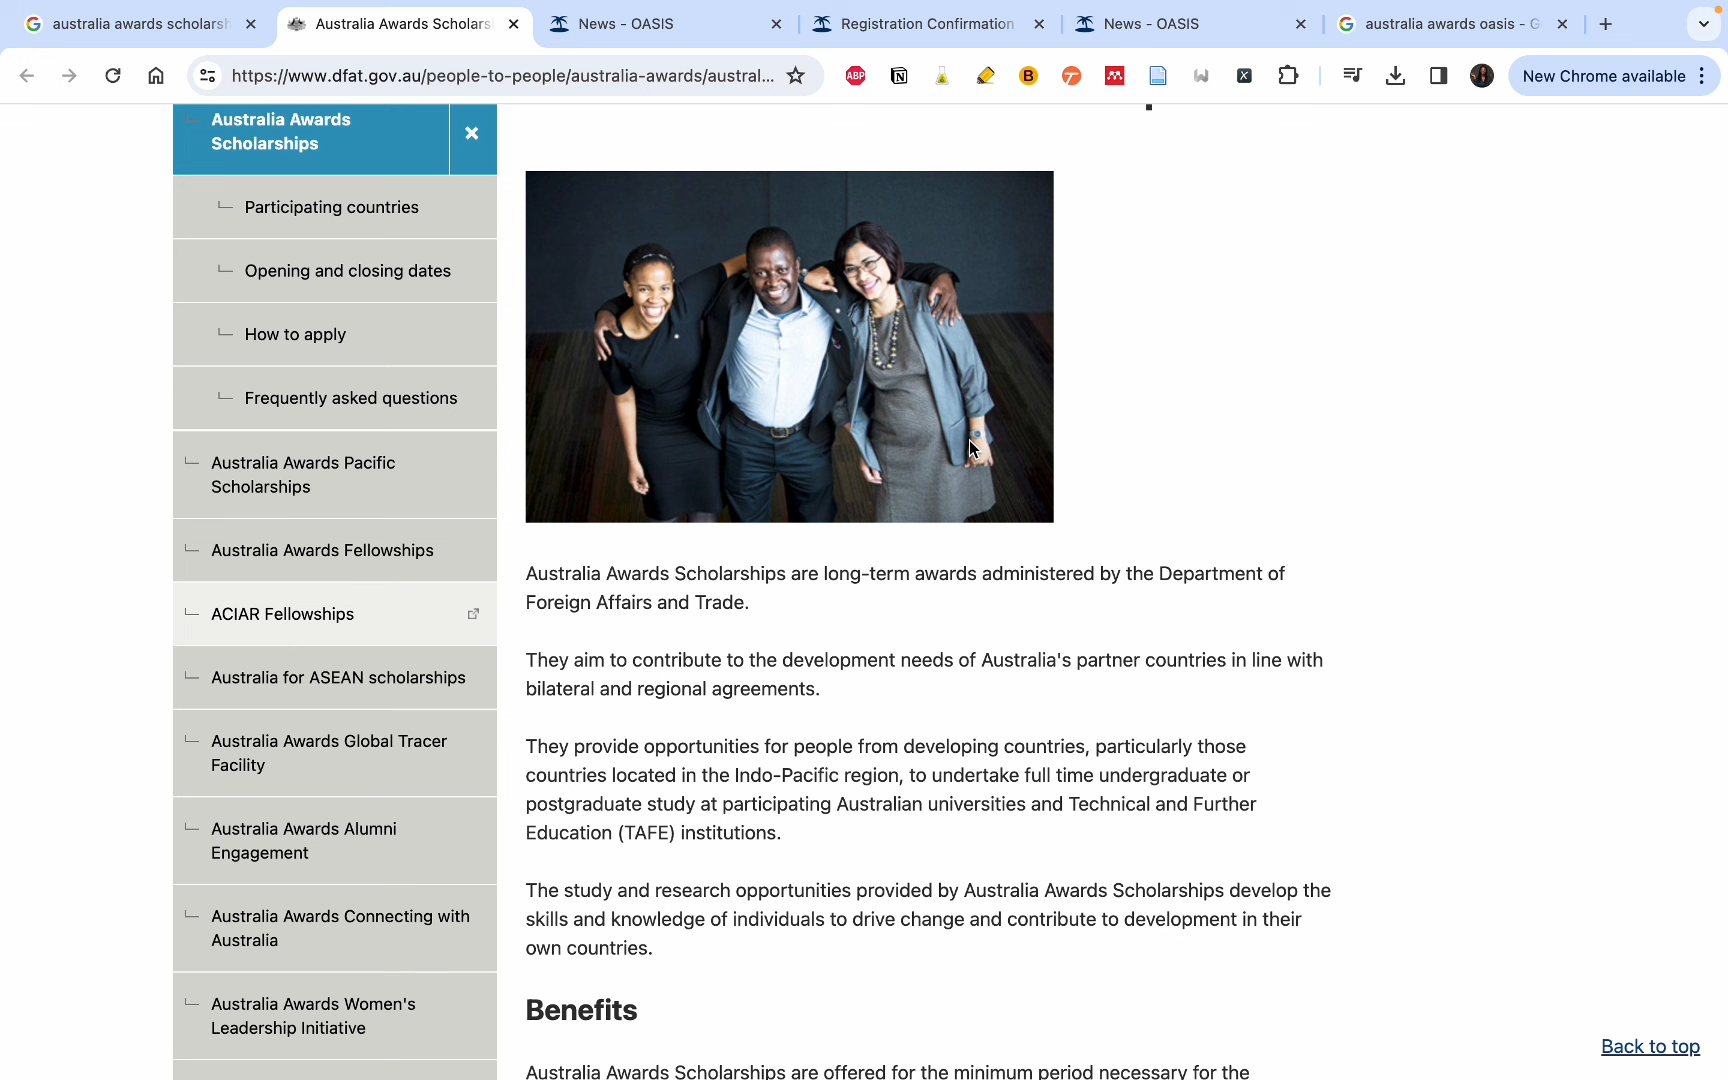 australia awards scholarsh
Australia Awards Scholars
News - OASIS
Registration Confirmation
News - OASIS
australia awards oasis - G
https://www.dfat.gov.au/people-to-people/australia-awards/austral...
ABP
B
New Chrome available
Australia Awards
Scholarships
Participating countries
Opening and closing dates
How to apply
Frequently asked questions
Australia Awards Pacific
Scholarships
Australia Awards Fellowships
ACIAR Fellowships
Australia for ASEAN scholarships
Australia Awards Global Tracer
Facility
Australia Awards Alumni
Engagement
Australia Awards Connecting with
Australia
Australia Awards Women's
Leadership Initiative
Australia Awards Scholarships are long-term awards administered by the Department of
Foreign Affairs and Trade.
They aim to contribute to the development needs of Australia's partner countries in line with
bilateral and regional agreements.
They provide opportunities for people from developing countries, particularly those
countries located in the Indo-Pacific region, to undertake full time undergraduate or
postgraduate study at participating Australian universities and Technical and Further
Education (TAFE) institutions.
The study and research opportunities provided by Australia Awards Scholarships develop the
skills and knowledge of individuals to drive change and contribute to development in their
own countries.
Benefits
Australia Awards Scholarships are offered for the minimum period necessary for the
Back to top